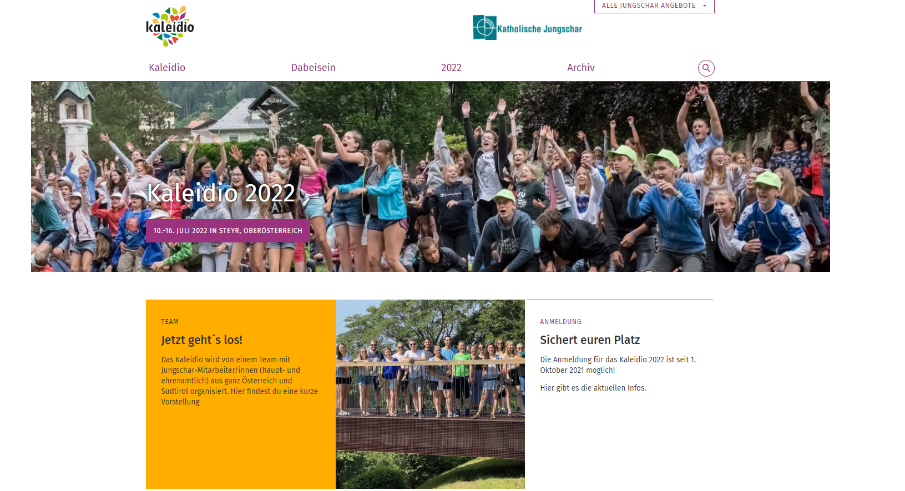 ALLE JUNGSCHAR ANGEBOTE
kaleidio
Katholische Jungschar
Kaleidio
Dabeisein
2022
Archiv
Kaleidio 2022
10.-16. JULI 2022 IN STEYR, OBERÖSTERREICH
TEAM
Jetzt geht´s los!
Das Kaleidio wird von einem Team mit
Jungschar-Mitarbeiter/innen (haupt- und
ehrenamtlich) aus ganz Österreich und
Südtirol organisiert. Hier findest du eine kurze
Vorstellung
ANMELDUNG
Sichert euren Platz
Die Anmeldung für das Kaleidio 2022 ist seit 1.
Oktober 2021 möglich!
Hier gibt es die aktuellen Infos.